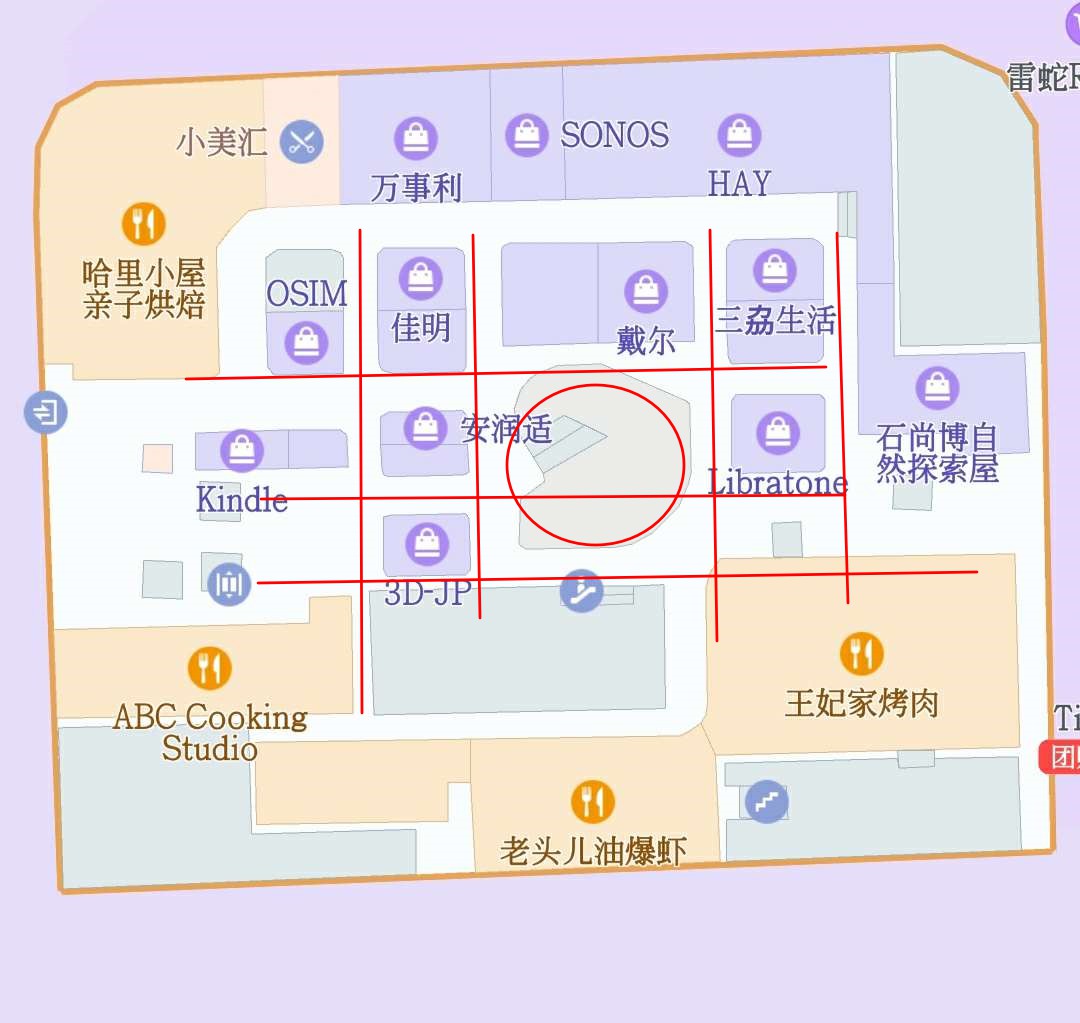 雷蛇R
小美汇
SONOS
万事利
HAY
哈里小屋
亲子烘焙
OSIM
佳明
戴尔
三刕生活
安润适
石尚博自
然探索屋
Kindle
Libratone
3D-JP
王妃家烤肉
ABC Cooking
Studio
Ti
老头儿油爆虾